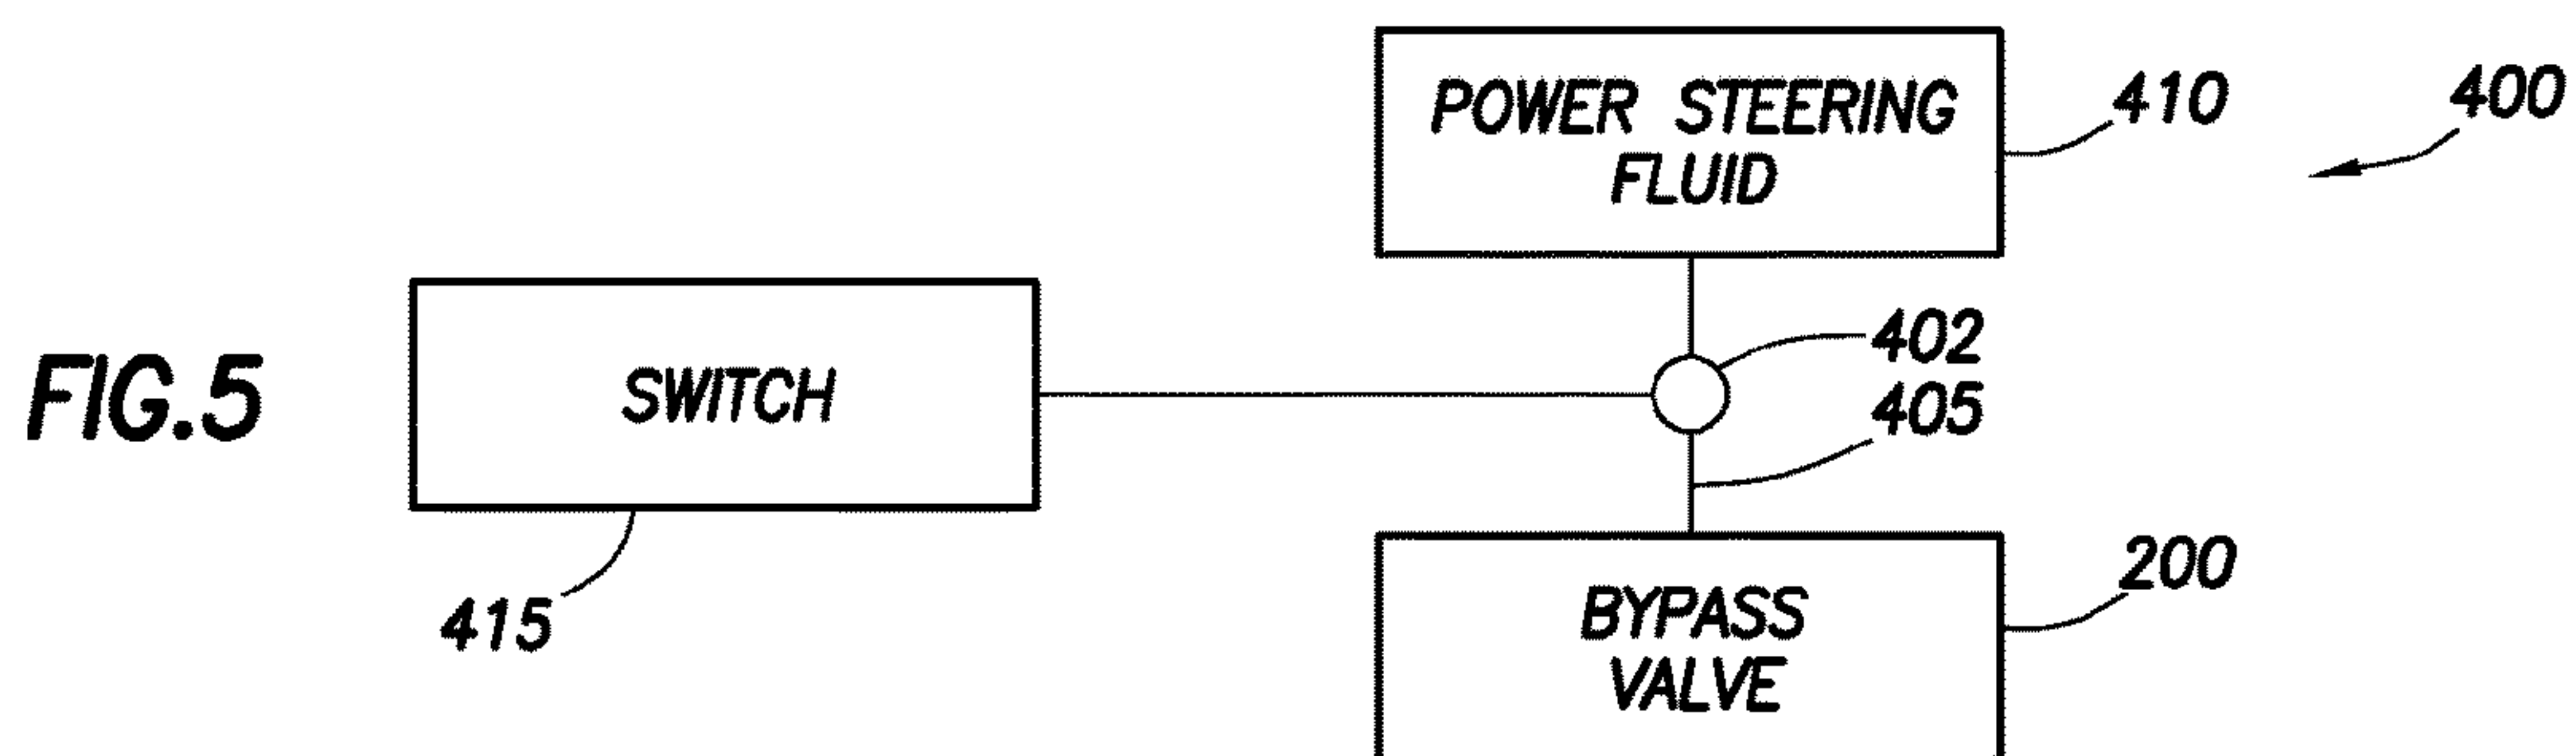 POWER STEERING
FLUID
410
400
402
405
FIG.5
SWITCH
415
200
BYPASS
VALVE